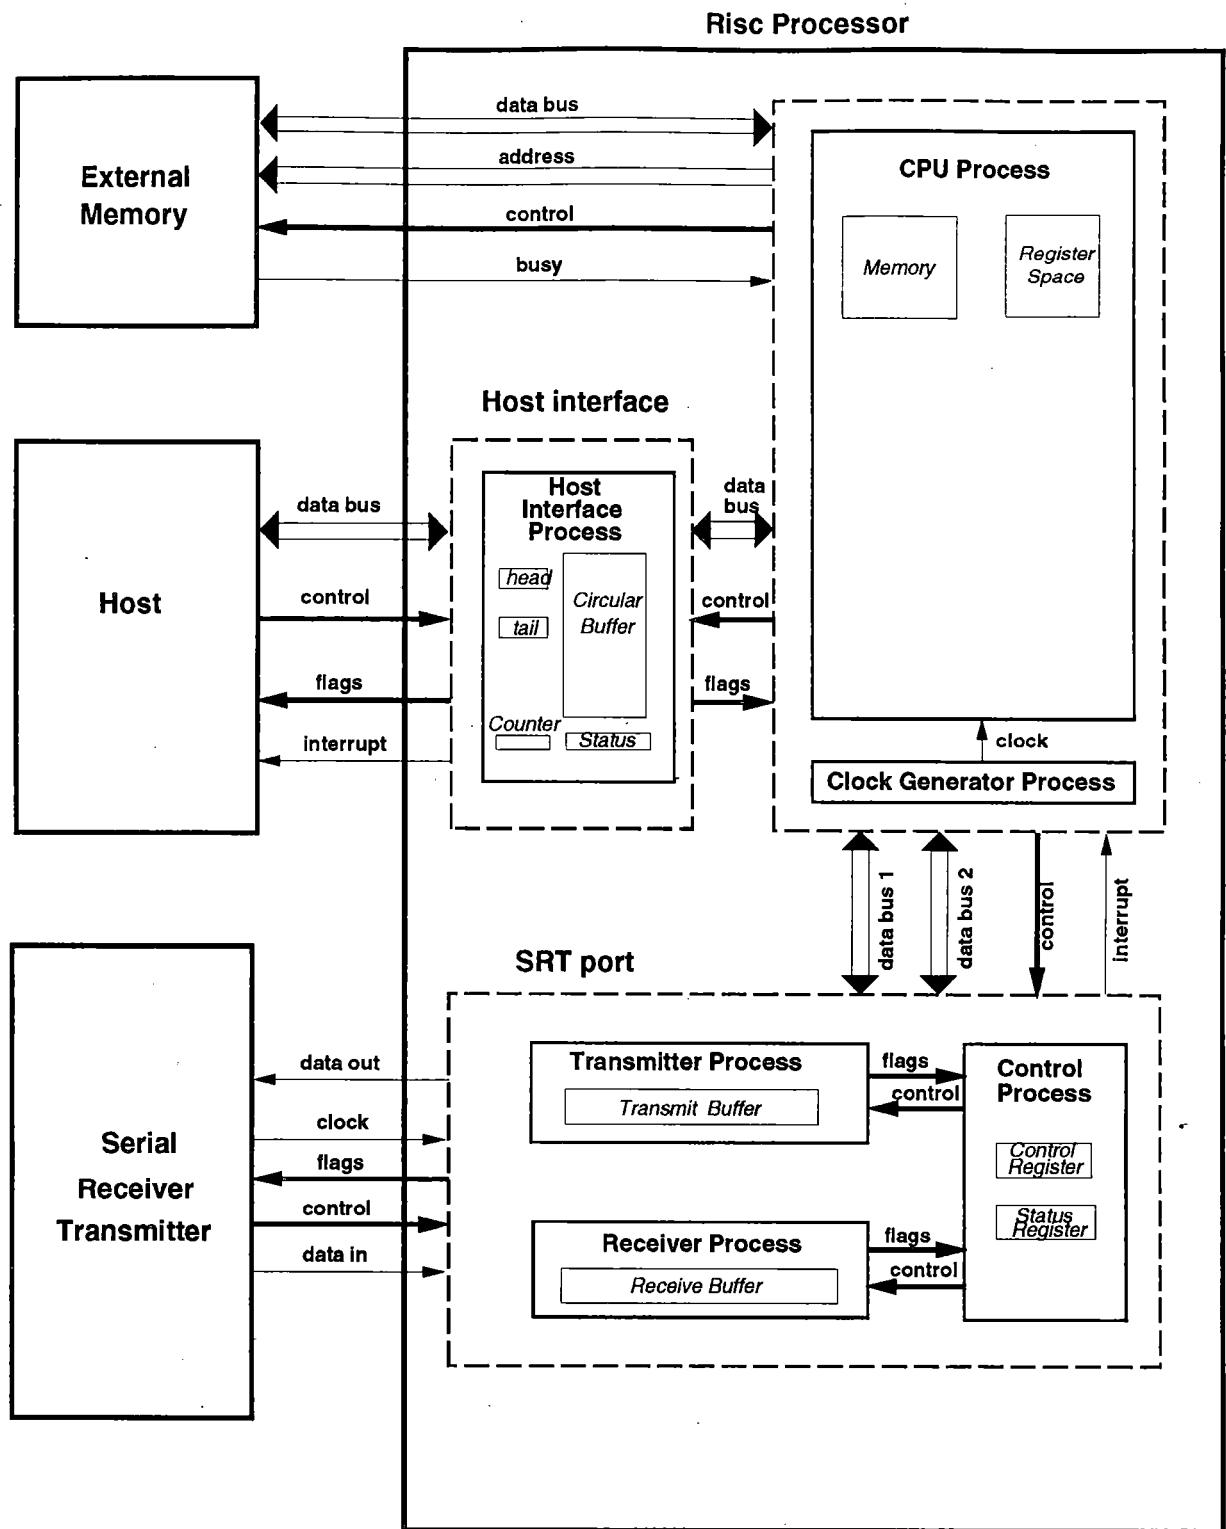 Risc Processor
External
Memory
data bus
address
control
busy
CPU Process
Memory
Register
Space
Host interface
Host
data bus
control
flags
interrupt
Host
Interface
Process
head
tail
Circular
Buffer
Counter
Status
data
bus
control
flags
clock
Clock Generator Process
data bus 1
data bus 2
control
interrupt
SRT port
Serial
Receiver
Transmitter
data out
clock
flags
control
data in
Transmitter Process
Transmit Buffer
flags
control
Control
Process
Control
Register
Status
Register
Receiver Process
Receive Buffer
flags
control